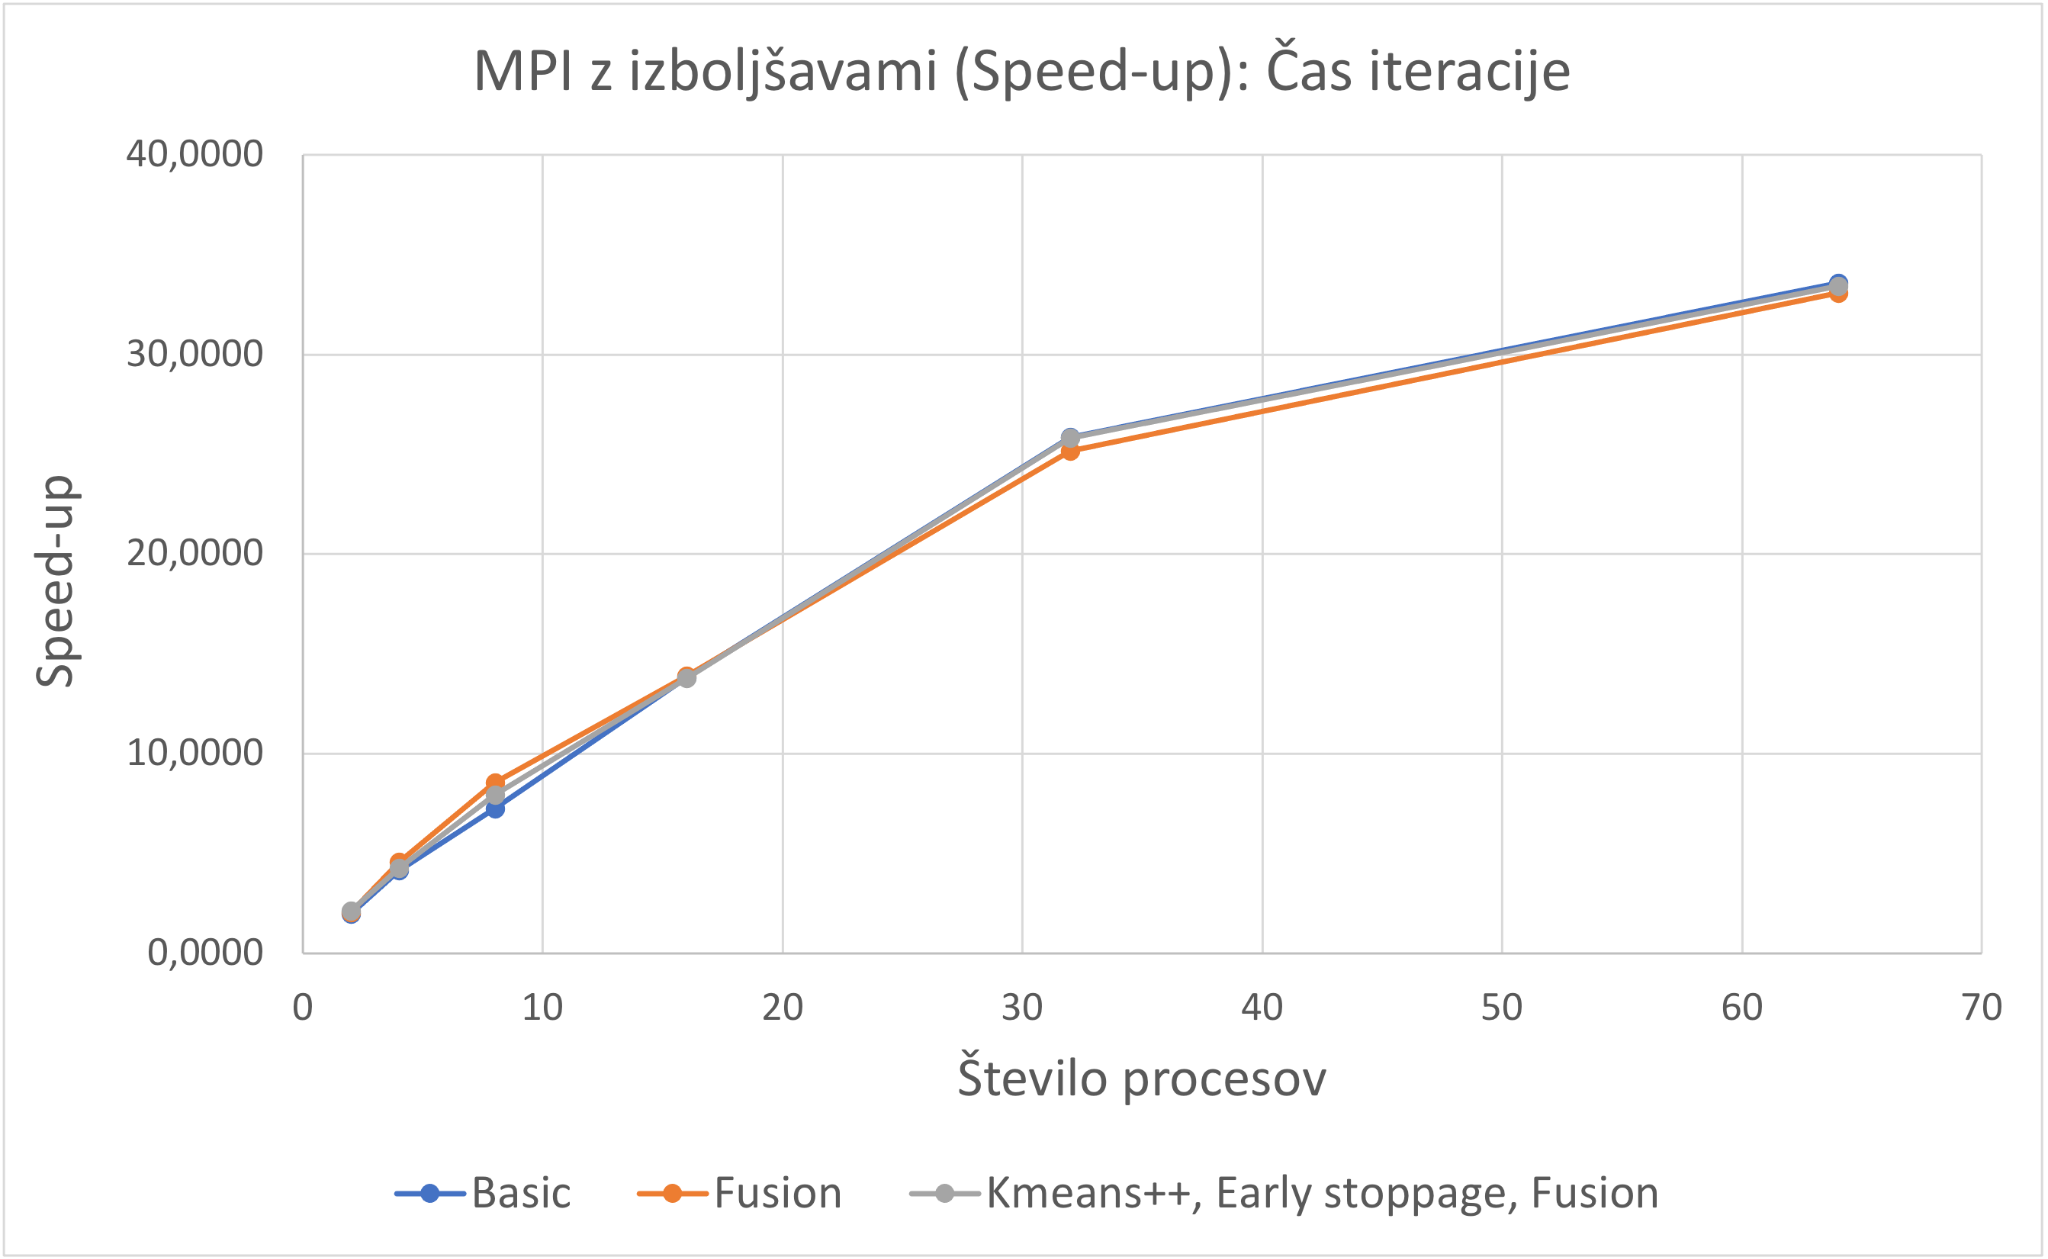 MPI z izboljšavami (Speed-up): Čas iteracije
40,0000
30,0000
20,0000
10,0000
0,0000
Speed-up
0 10 20 30 40 50 60 70
Število procesov
Basic Fusion Kmeans++, Early stoppage, Fusion